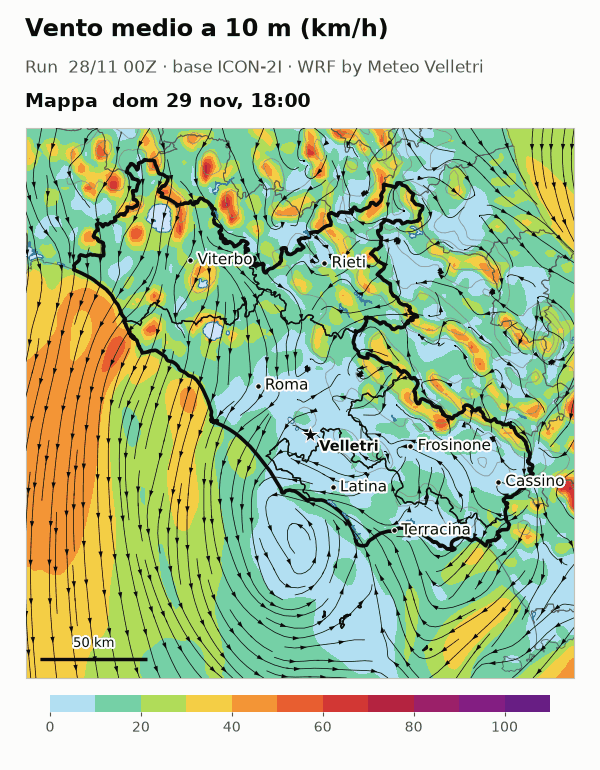 Vento medio a 10 m (km/h)
Run  28/11 00Z · base ICON-2I · WRF by Meteo Velletri
Mappa  dom 29 nov, 18:00
Viterbo
Rieti
Roma
Velletri
Frosinone
Cassino
Latina
Terracina
50 km
0 20 40 60 80 100